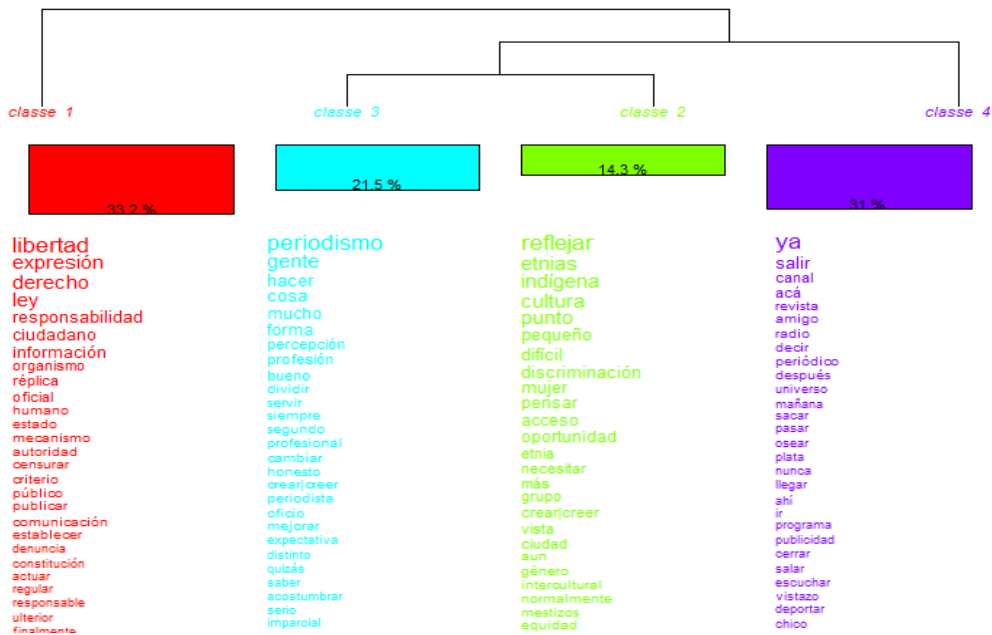 classe 1
classe 3
classe 2
classe 4
33.2 %
21.5 %
14.3 %
31 %
libertad
expresión
derecho
ley
responsabilidad
ciudadano
información
organismo
réplica
oficial
humano
estado
mecanismo
autoridad
censurar
criterio
público
publicar
comunicación
establecer
denuncia
constitución
actuar
regular
responsable
ulterior
finalmente
periodismo
gente
hacer
cosa
mucho
forma
percepción
profesión
bueno
dividir
servir
siempre
segundo
profesional
cambiar
honesto
crear|creer
periodista
oficio
mejorar
expectativa
distinto
quizás
saber
acostumbrar
serio
imparcial
reflejar
etnias
indígena
cultura
punto
pequeño
difícil
discriminación
mujer
pensar
acceso
oportunidad
etnia
necesitar
más
grupo
crear|creer
vista
ciudad
aun
género
intercultural
normalmente
mestizos
equidad
ya
salir
canal
acá
revista
amigo
radio
decir
periódico
después
universo
mañana
sacar
pasar
osear
plata
nunca
llegar
ahí
ir
programa
publicidad
cerrar
salar
escuchar
vistazo
deportar
chico